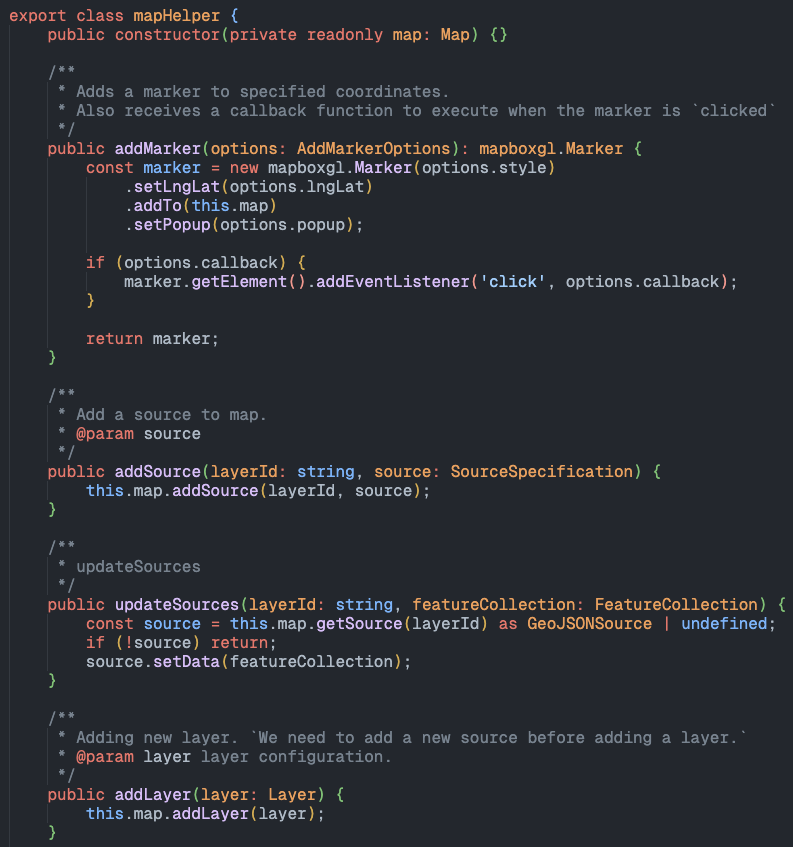 export class mapHelper {
    public constructor(private readonly map: Map) {}

    /**
     * Adds a marker to specified coordinates.
     * Also receives a callback function to execute when the marker is `clicked`
     */
    public addMarker(options: AddMarkerOptions): mapboxgl.Marker {
        const marker = new mapboxgl.Marker(options.style)
            .setLngLat(options.lngLat)
            .addTo(this.map)
            .setPopup(options.popup);

        if (options.callback) {
            marker.getElement().addEventListener('click', options.callback);
        }

        return marker;
    }

    /**
     * Add a source to map.
     * @param source
     */
    public addSource(layerId: string, source: SourceSpecification) {
        this.map.addSource(layerId, source);
    }

    /**
     * updateSources
     */
    public updateSources(layerId: string, featureCollection: FeatureCollection) {
        const source = this.map.getSource(layerId) as GeoJSONSource | undefined;
        if (!source) return;
        source.setData(featureCollection);
    }

    /**
     * Adding new layer. `We need to add a new source before adding a layer.`
     * @param layer layer configuration.
     */
    public addLayer(layer: Layer) {
        this.map.addLayer(layer);
    }